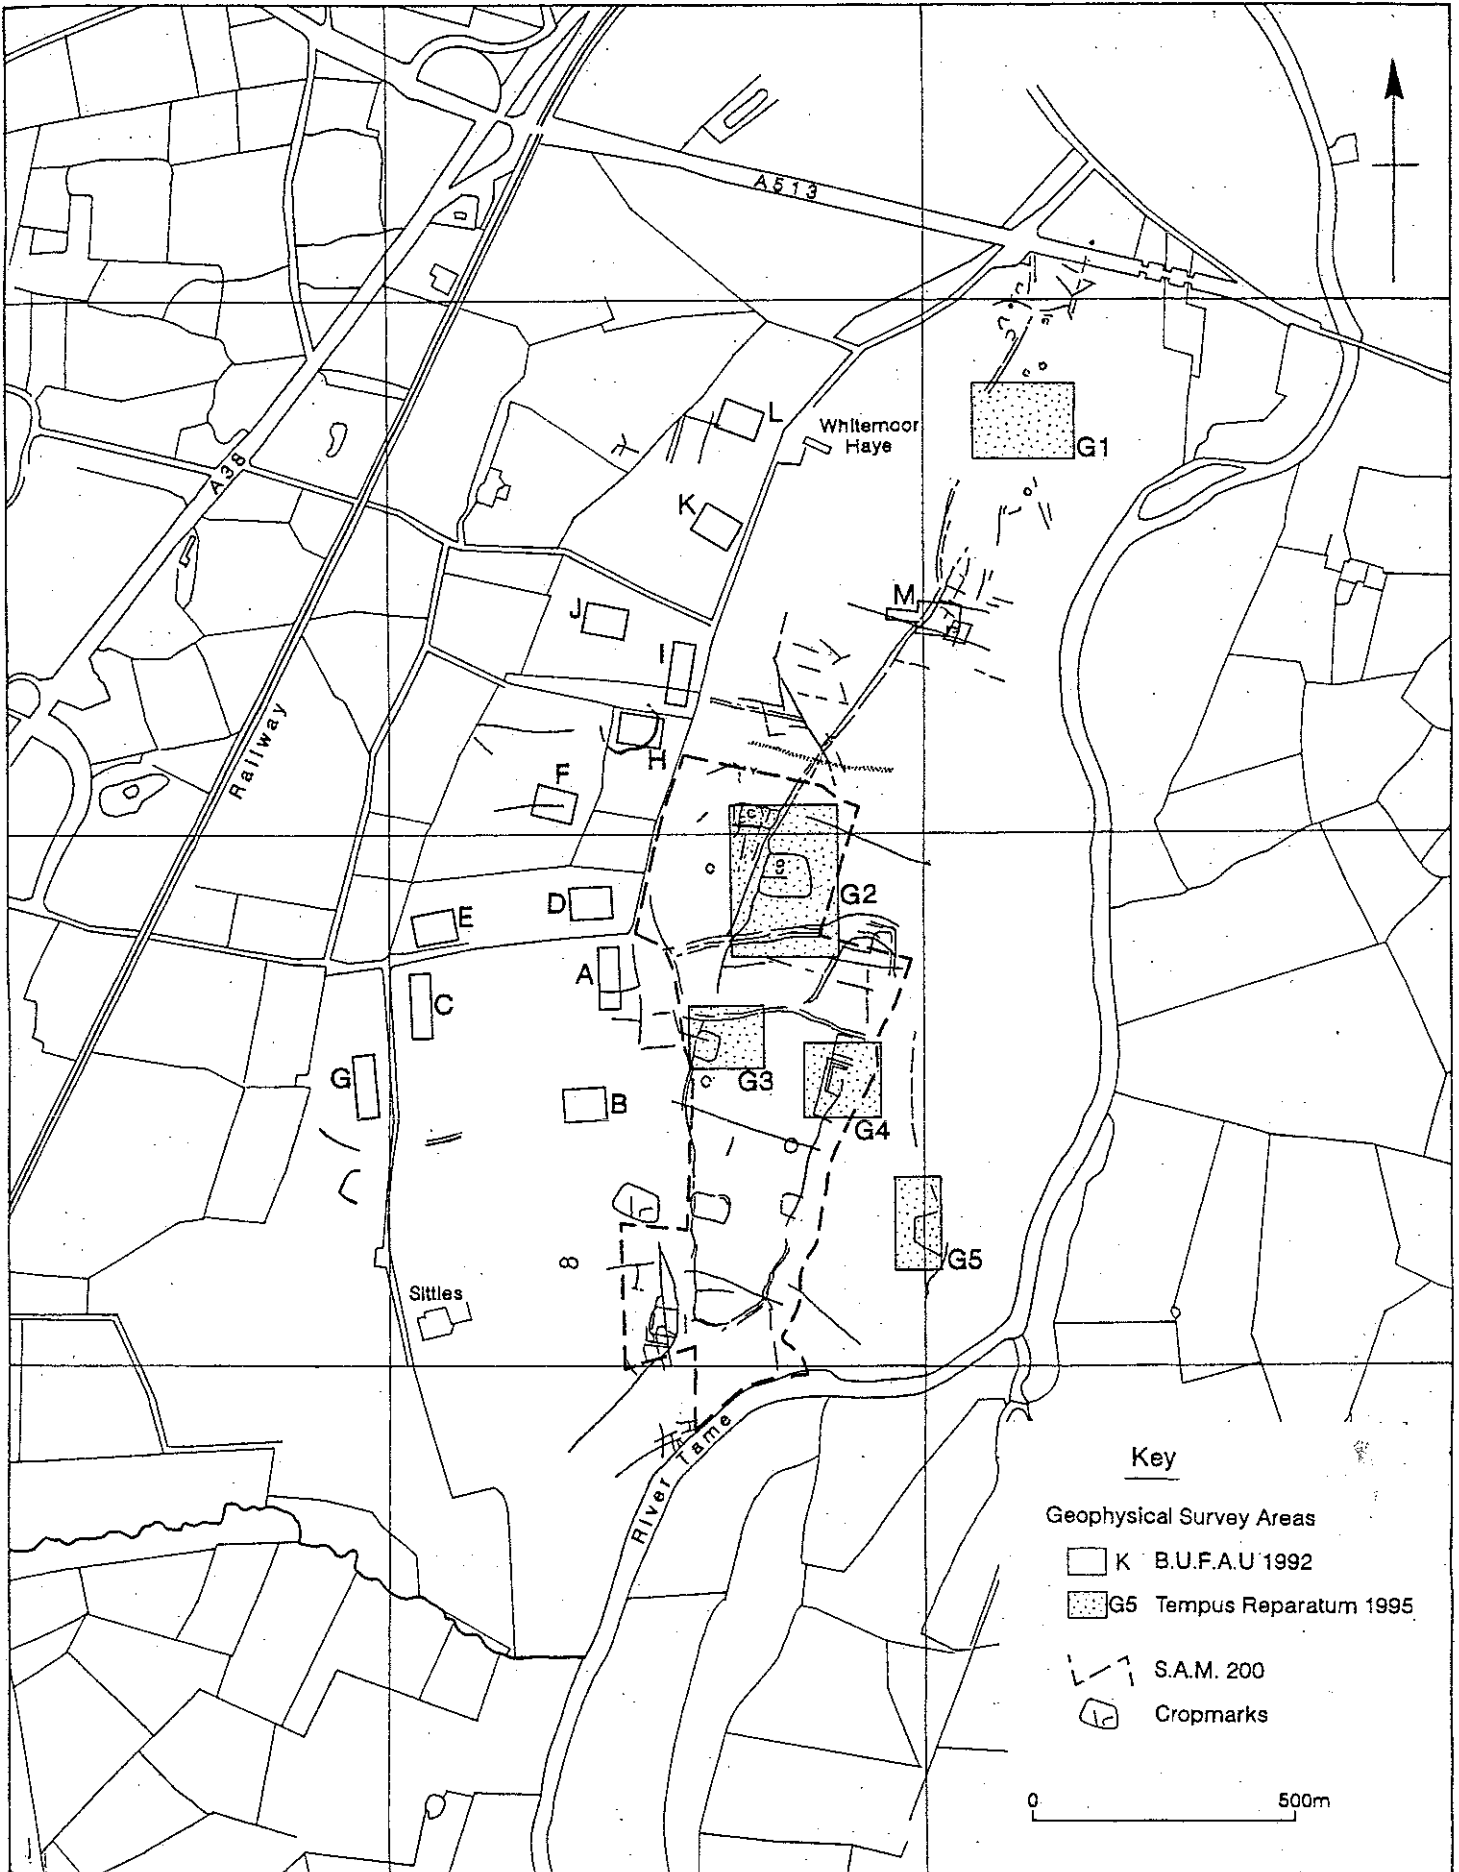 A513
L
Whitemoor
Haye
G1
A38
K
M
J
I
Railway
H
F
G2
D
E
A
C
G3
G
B
G4
G5
Sittles
River Tame
Key
Geophysical Survey Areas
K B.U.F.A.U 1992
G5 Tempus Reparatum 1995
S.A.M. 200
Cropmarks
0 500m